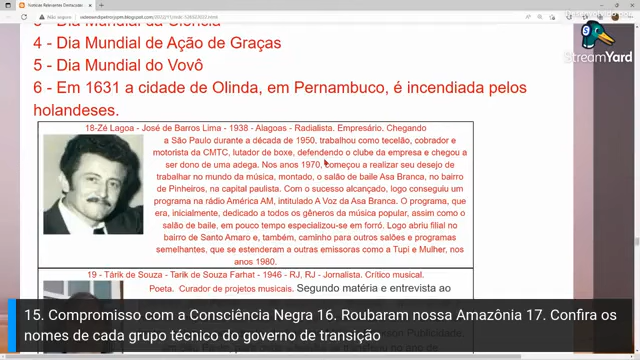 Notícias Relevantes Destacadas
3 - Dia Mundial da Ciência
StreamYard
4 - Dia Mundial de Ação de Graças
5 - Dia Mundial do Vovô
6 - Em 1631 a cidade de Olinda, em Pernambuco, é incendiada pelos
holandeses.
18-Zé Lagoa - José de Barros Lima - 1938 - Alagoas - Radialista. Empresário. Chegando
a São Paulo durante a década de 1950, trabalhou como tecelão, cobrador e
motorista da CMTC, lutador de boxe, defendendo o clube da empresa e chegou a
ser dono de uma adega. Nos anos 1970, começou a realizar seu desejo de
trabalhar no mundo da música, montado, o salão de baile Asa Branca, no bairro
de Pinheiros, na capital paulista. Com o sucesso alcançado, logo conseguiu um
programa na rádio América AM, intitulado A Voz da Asa Branca. O programa, que
era, inicialmente, dedicado a todos os gêneros da música popular, assim como o
salão de baile, em pouco tempo especializou-se em forró. Logo abriu filial no
bairro de Santo Amaro e, também, caminho para outros salões e programas
semelhantes, que se estenderam a outras emissoras como a Tupi e Mulher, nos
anos 1980.
19 - Tárik de Souza - Tarik de Souza Farhat - 1946 - RJ, RJ - Jornalista. Crítico musical.
Poeta. Curador de projetos musicais. Segundo matéria e entrevista ao
15. Compromisso com a Consciência Negra 16. Roubaram nossa Amazônia 17. Confira os
nomes de cada grupo técnico do governo de transição